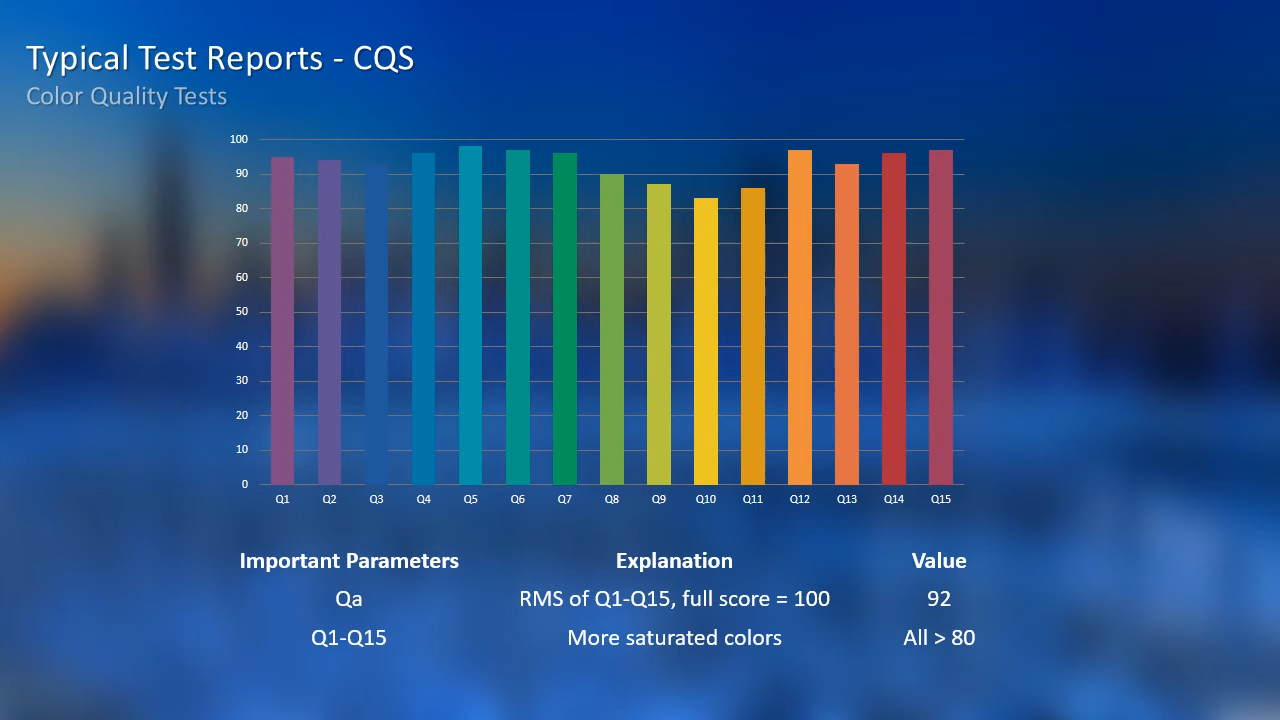 Typical Test Reports - CQS
Color Quality Tests
100
90
80
70
60
50
40
30
20
10
0
Q1 Q2 Q3 Q4 Q5 Q6 Q7 Q8 Q9 Q10 Q11 Q12 Q13 Q14 Q15
Important Parameters Explanation Value
Qa RMS of Q1-Q15, full score = 100 92
Q1-Q15 More saturated colors All > 80